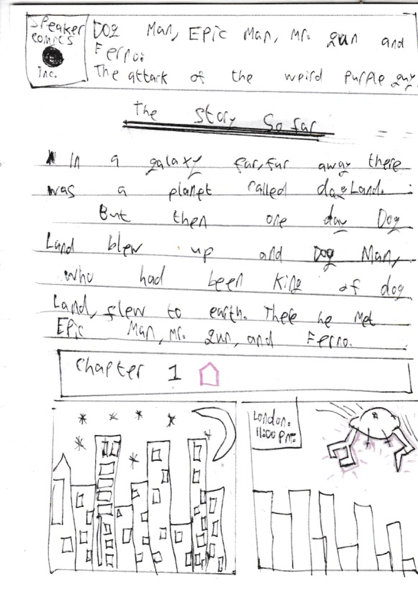 Speaker
comics
inc.
Dog Man, Epic Man, Mr. gun and
Ferro:
The attack of the weird purple guy
The Story So far
In a galaxy far, far away there
was a planet called dogLand.
But then one day Dog
Land blew up and Dog Man,
who had been King of dog
Land, flew to earth. There he met
Epic Man, Mr. gun, and Ferro.
Chapter 1
London.
11:00 Pm.